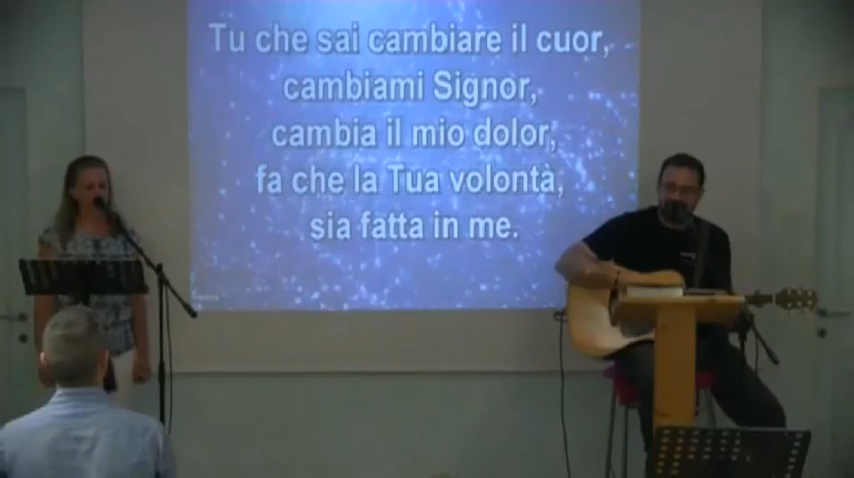 Tu che sai cambiare il cuor,
cambiami Signor,
cambia il mio dolor,
fa che la Tua volontà,
sia fatta in me.